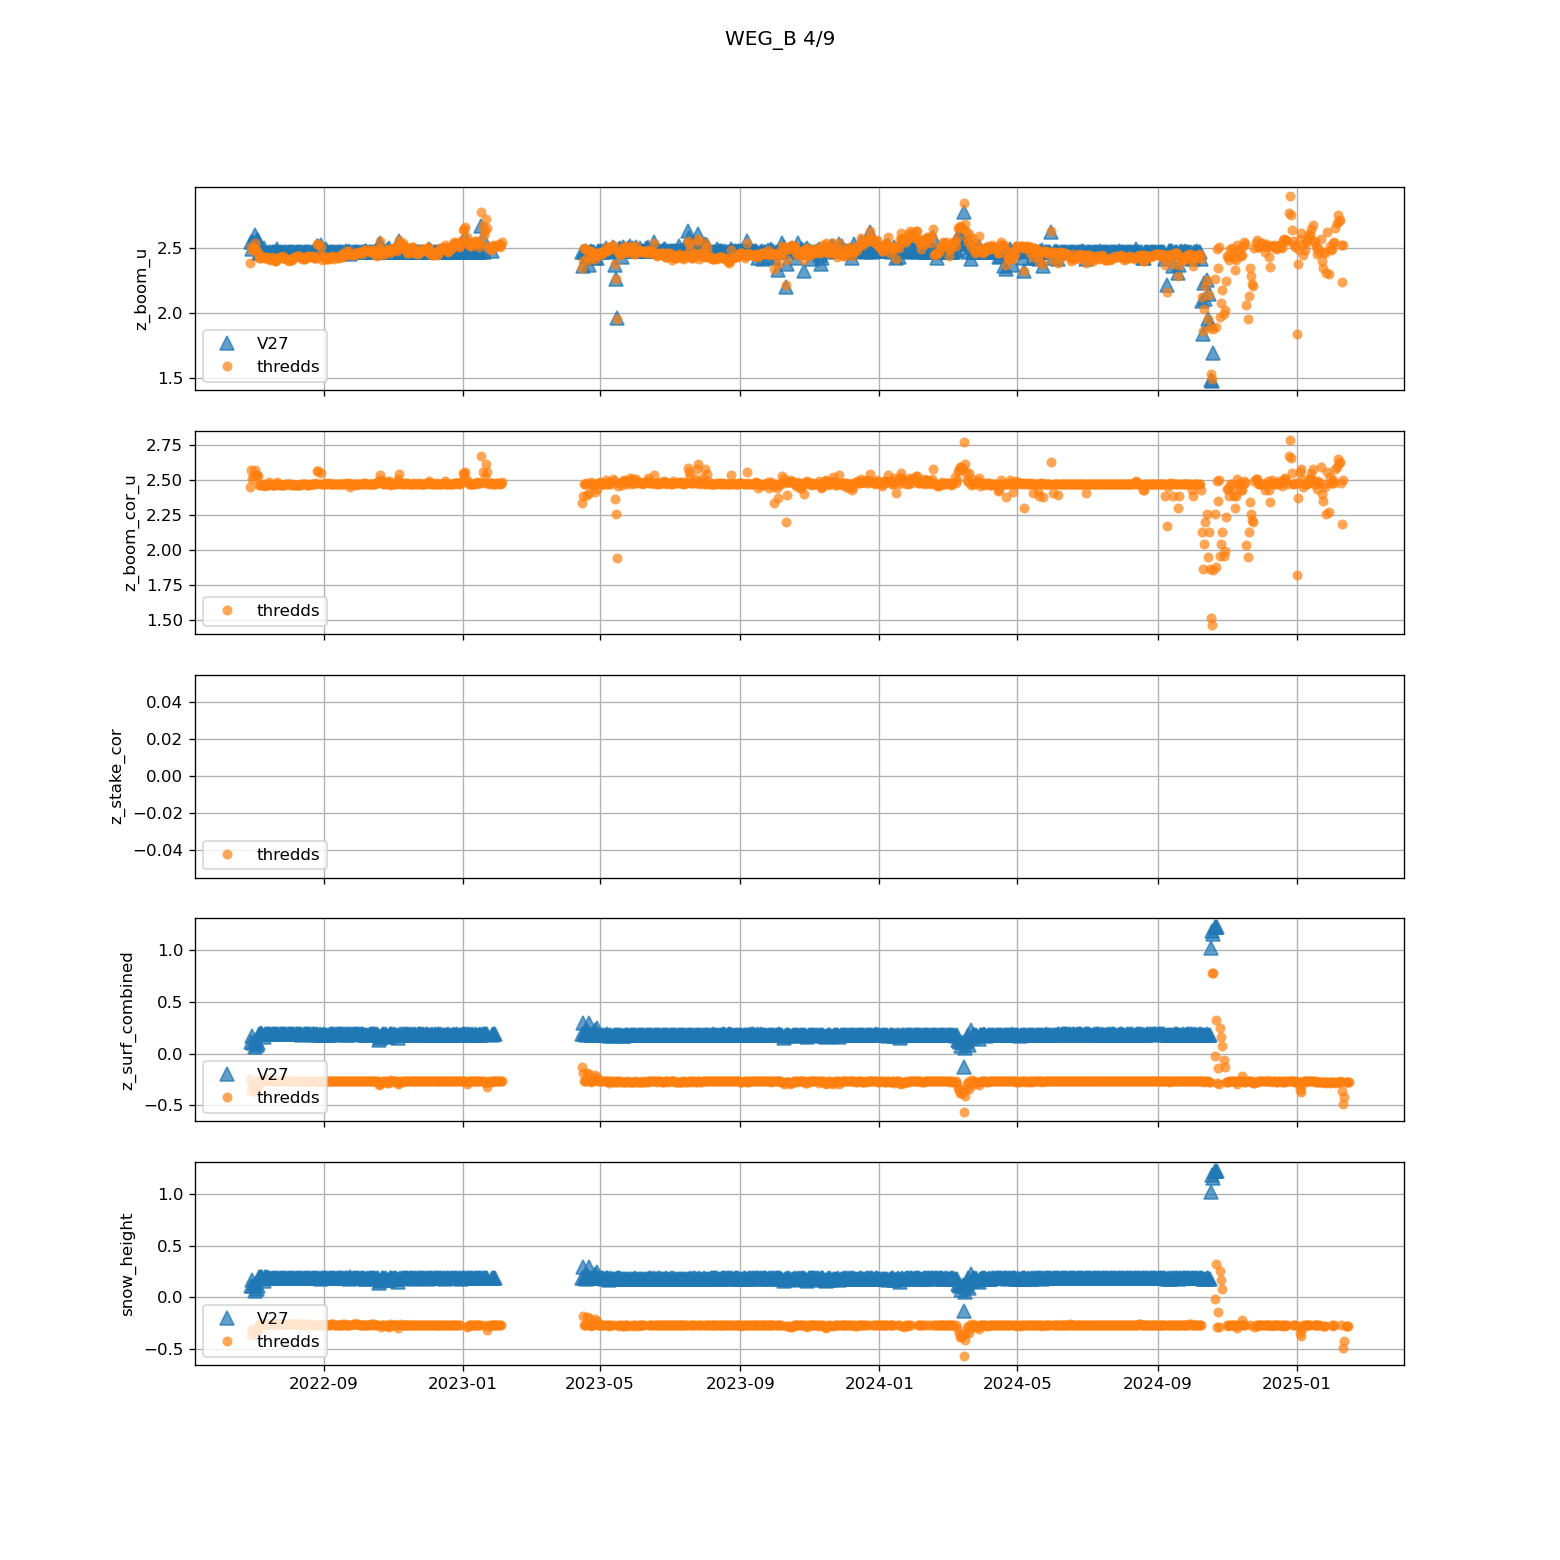 WEG_B 4/9
z_boom_u
2.5
2.0
1.5
V27
thredds
z_boom_cor_u
2.75
2.50
2.25
2.00
1.75
1.50
thredds
z_stake_cor
0.04
0.02
0.00
−0.02
−0.04
thredds
z_surf_combined
1.0
0.5
0.0
−0.5
V27
thredds
snow_height
1.0
0.5
0.0
−0.5
V27
thredds
2022-09 2023-01 2023-05 2023-09 2024-01 2024-05 2024-09 2025-01